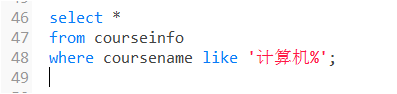 46 select *
47 from courseinfo
48 where coursename like '计算机%';
49